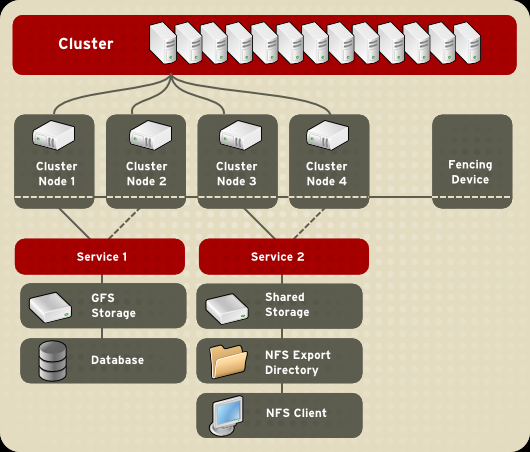 Cluster
Cluster
Node 1
Cluster
Node 2
Cluster
Node 3
Cluster
Node 4
Fencing
Device
Service 1
Service 2
GFS
Storage
Shared
Storage
Database
NFS Export
Directory
NFS Client